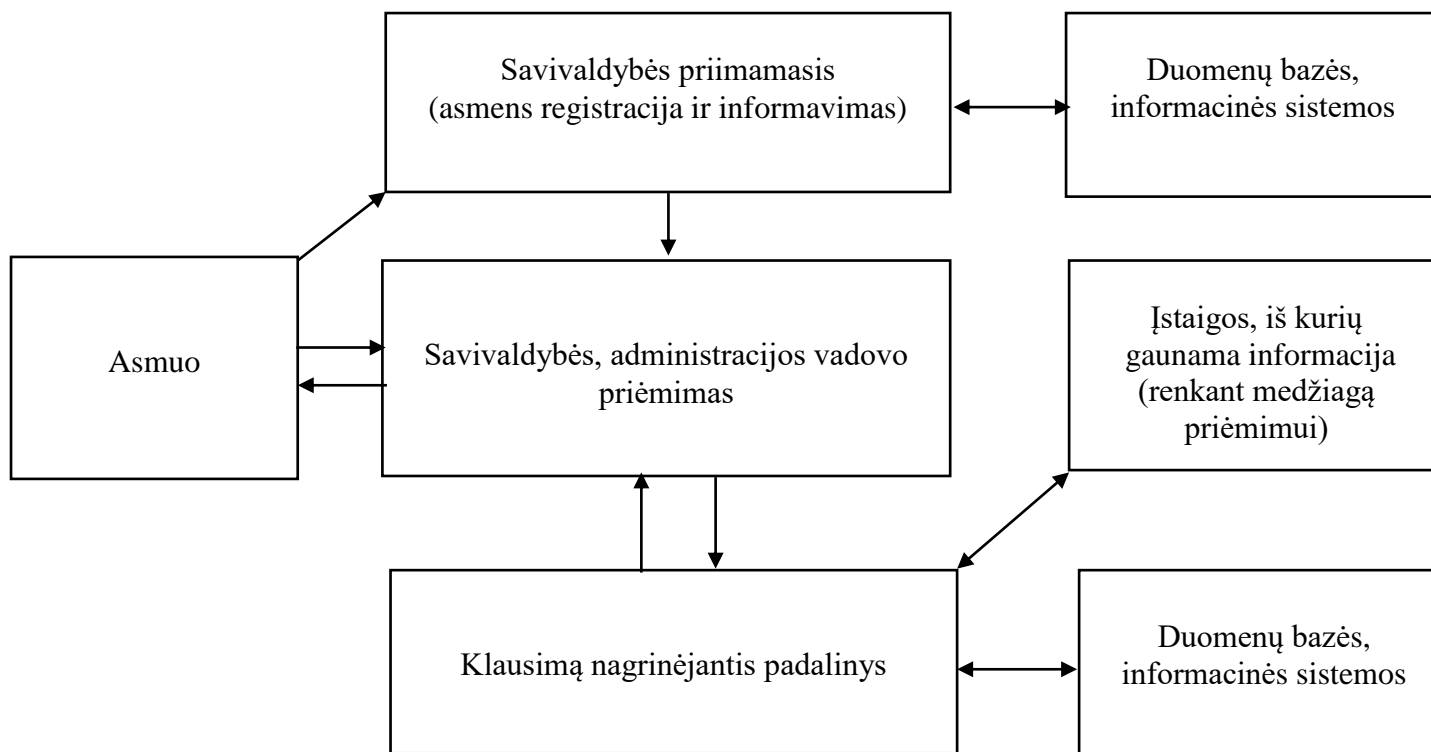 Savivaldybės priimamasis
(asmens registracija ir informavimas)
Duomenų bazės,
informacinės sistemos
Asmuo
Savivaldybės, administracijos vadovo
priėmimas
Įstaigos, iš kurių
gaunama informacija
(renkant medžiagą
priėmimui)
Klausimą nagrinėjantis padalinys
Duomenų bazės,
informacinės sistemos